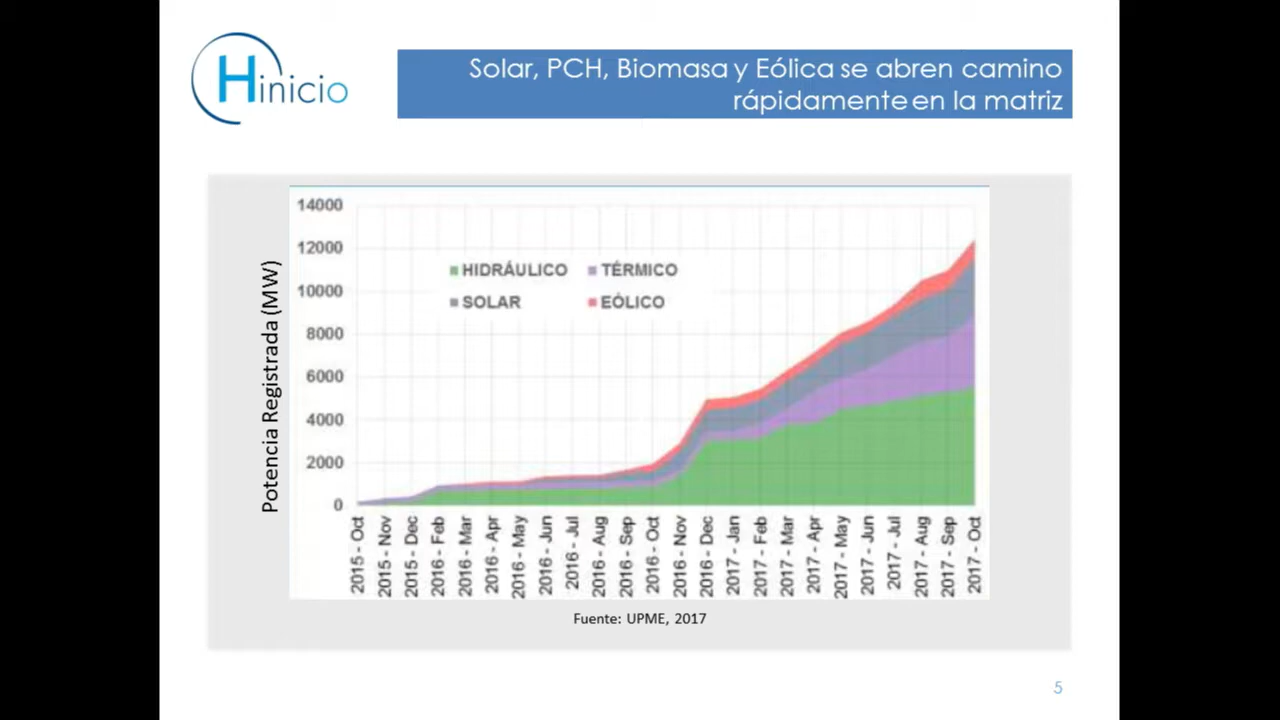 Hinicio
Solar, PCH, Biomasa y Eólica se abren camino
rápidamente en la matriz
Potencia Registrada (MW)
14000
12000
10000
8000
6000
4000
2000
0
HIDRÁULICO TÉRMICO
SOLAR EÓLICO
2015 - Oct
2015 - Nov
2015 - Dec
2016 - Feb
2016 - Mar
2016 - Apr
2016 - May
2016 - Jun
2016 - Jul
2016 - Aug
2016 - Sep
2016 - Oct
2016 - Nov
2016 - Dec
2017 - Jan
2017 - Feb
2017 - Mar
2017 - Apr
2017 - May
2017 - Jun
2017 - Jul
2017 - Aug
2017 - Sep
2017 - Oct
Fuente: UPME, 2017
5